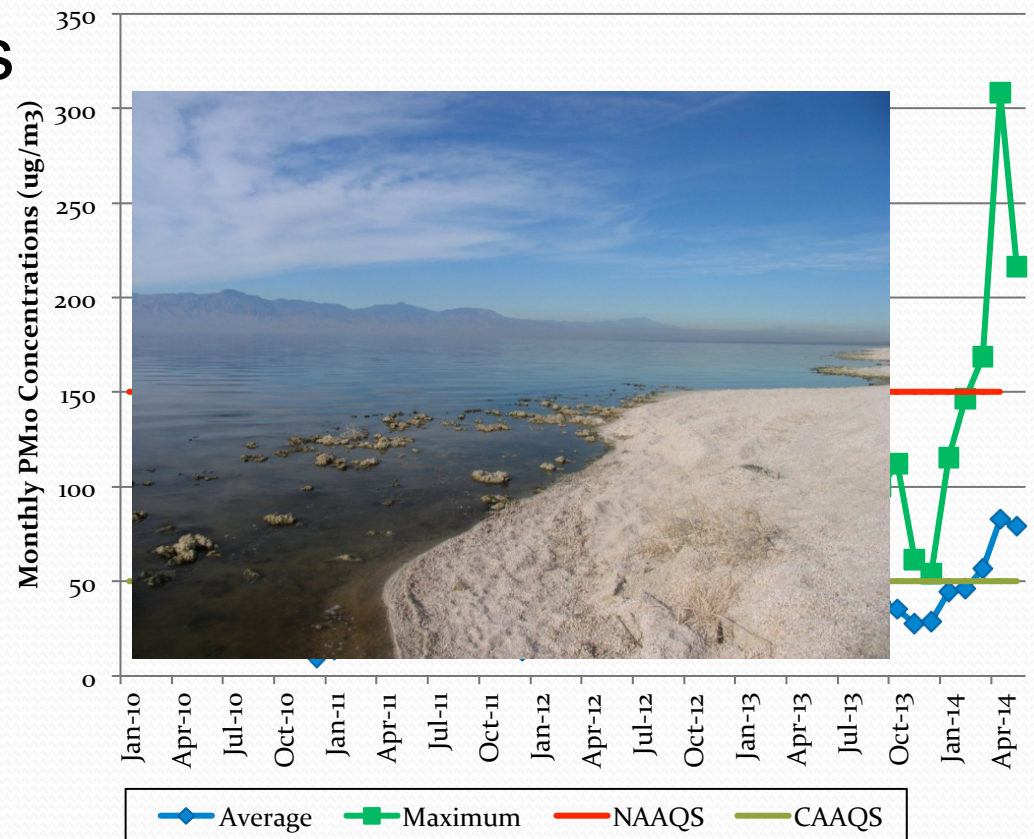 S
Monthly PM10 Concentrations (ug/m3)
350
300
250
200
150
100
50
0
Jan-10
Apr-10
Jul-10
Oct-10
Jan-11
Apr-11
Jul-11
Oct-11
Jan-12
Apr-12
Jul-12
Oct-12
Jan-13
Apr-13
Jul-13
Oct-13
Jan-14
Apr-14
Average Maximum NAAQS CAAQS